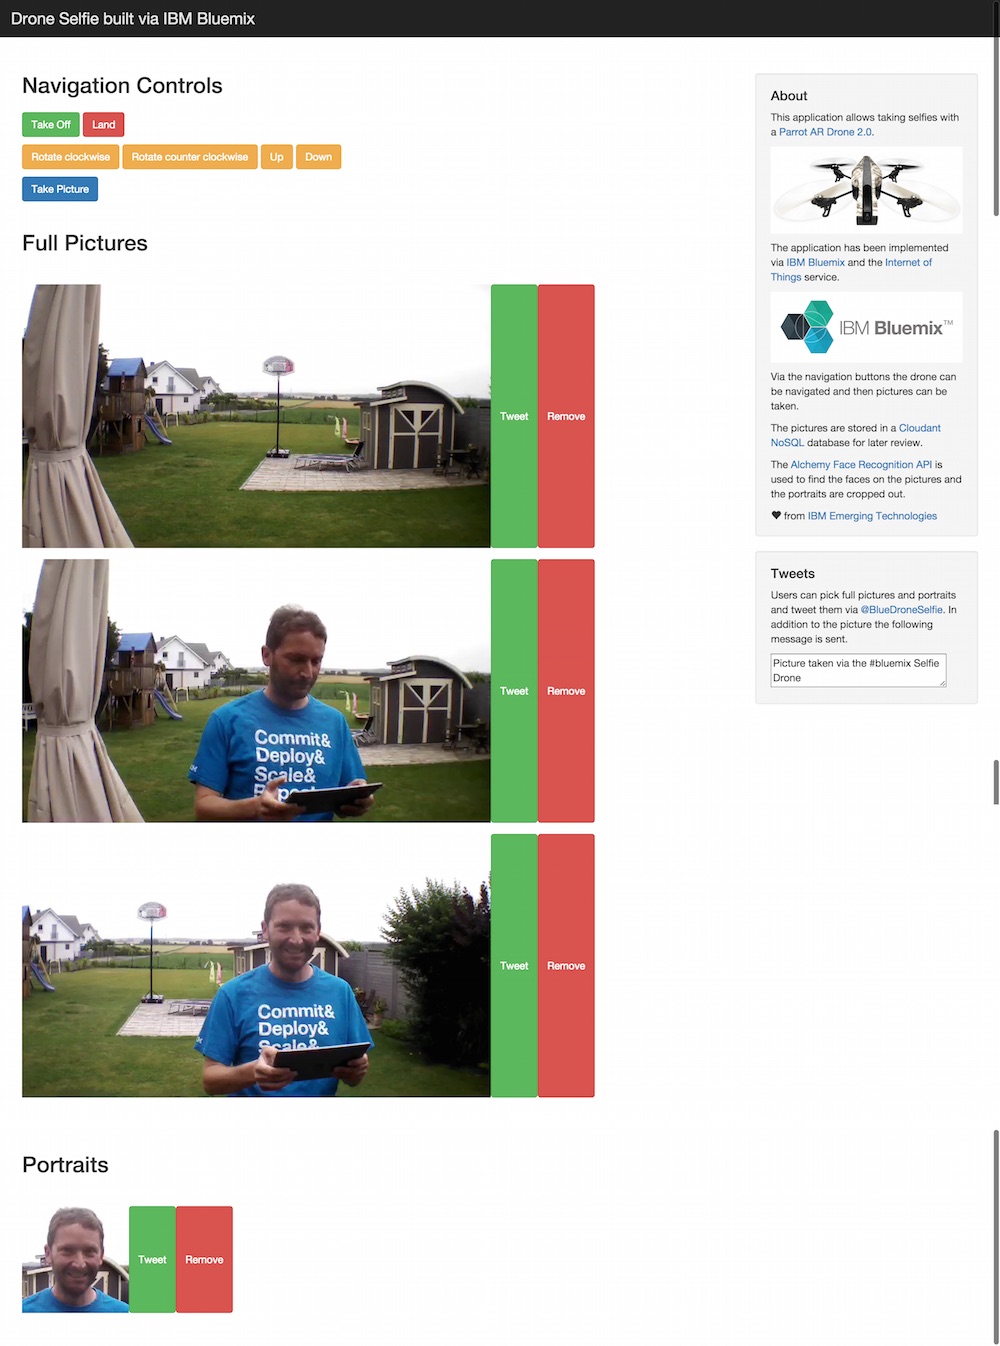 Drone Selfie built via IBM Bluemix
Navigation Controls
Take Off
Land
Rotate clockwise
Rotate counter clockwise
Up
Down
Take Picture
Full Pictures
Tweet
Remove
Commit&
Deploy&
Scale&
Tweet
Remove
Commit&
Deploy&
Scale&
Tweet
Remove
Portraits
Tweet
Remove
About
This application allows taking selfies with
a Parrot AR Drone 2.0.
The application has been implemented
via IBM Bluemix and the Internet of
Things service.
IBM Bluemix™
Via the navigation buttons the drone can
be navigated and then pictures can be
taken.
The pictures are stored in a Cloudant
NoSQL database for later review.
The Alchemy Face Recognition API is
used to find the faces on the pictures and
the portraits are cropped out.
♥ from IBM Emerging Technologies
Tweets
Users can pick full pictures and portraits
and tweet them via @BlueDroneSelfie. In
addition to the picture the following
message is sent.
Picture taken via the #bluemix Selfie
Drone